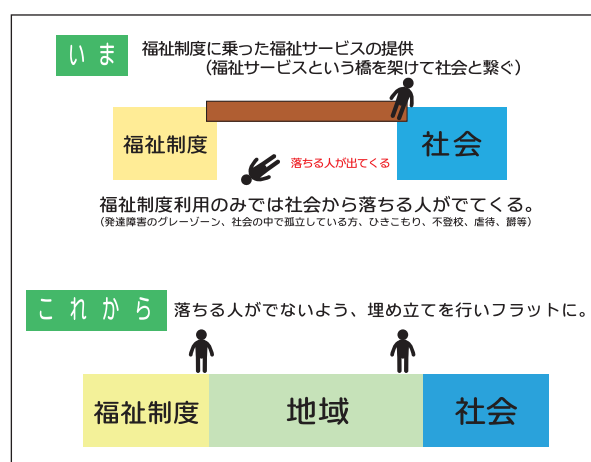 いま
福祉制度に乗った福祉サービスの提供
（福祉サービスという橋を架けて社会と繋ぐ）
福祉制度
社会
落ちる人が出てくる
福祉制度利用のみでは社会から落ちる人がでてくる。
（発達障害のグレーゾーン、社会の中で孤立している方、ひきこもり、不登校、虐待、欝等）
これから
落ちる人がでないよう、埋め立てを行いフラットに。
福祉制度
地域
社会